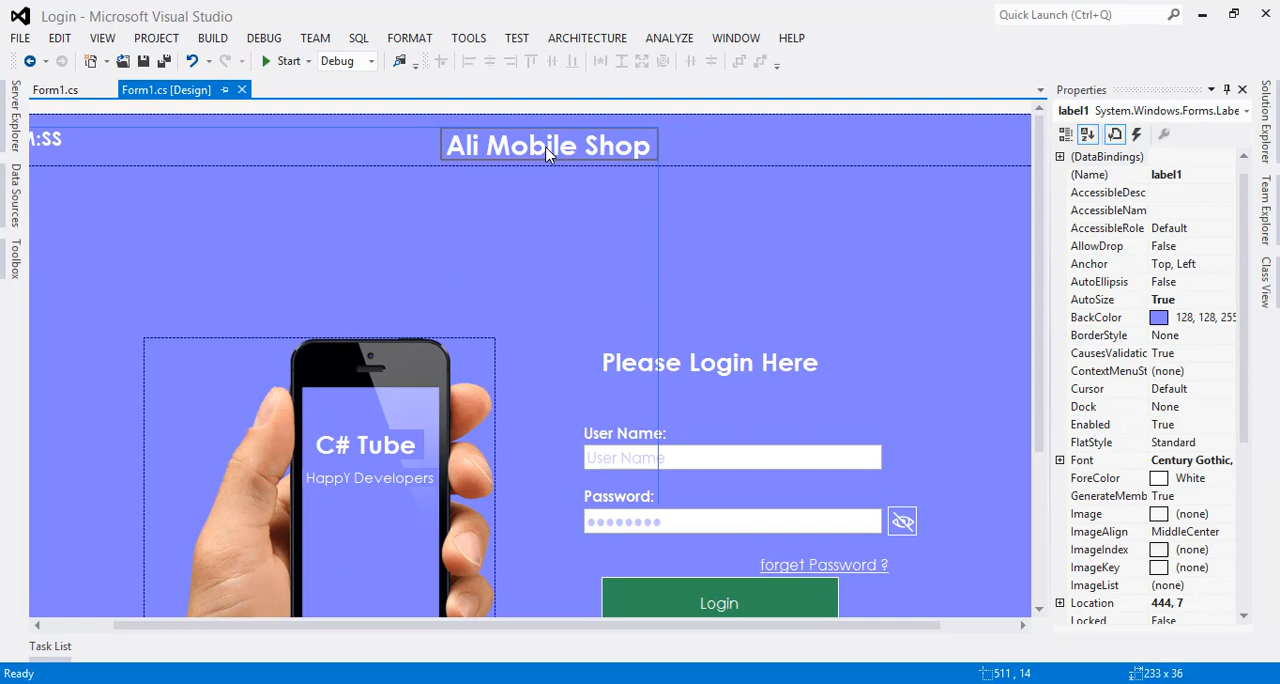 Login - Microsoft Visual Studio
Quick Launch (Ctrl+Q)
FILE EDIT VIEW PROJECT BUILD DEBUG TEAM SQL FORMAT TOOLS TEST ARCHITECTURE ANALYZE WINDOW HELP
Start Debug
Form1.cs Form1.cs [Design]
Server Explorer
Data Sources
Toolbox
M:SS
Ali Mobile Shop
C# Tube
HappY Developers
Please Login Here
User Name:
User Name
Password:
forget Password ?
Login
Properties
label1 System.Windows.Forms.Labe
(DataBindings)
(Name) label1
AccessibleDesc
AccessibleNam
AccessibleRole Default
AllowDrop False
Anchor Top, Left
AutoEllipsis False
AutoSize True
BackColor 128, 128, 255
BorderStyle None
CausesValidatic True
ContextMenuSt (none)
Cursor Default
Dock None
Enabled True
FlatStyle Standard
Font Century Gothic,
ForeColor White
GenerateMemb True
Image (none)
ImageAlign MiddleCenter
ImageIndex (none)
ImageKey (none)
ImageList (none)
Location 444, 7
Locked False
Solution Explorer
Team Explorer
Class View
Task List
Ready
511 , 14
233 x 36